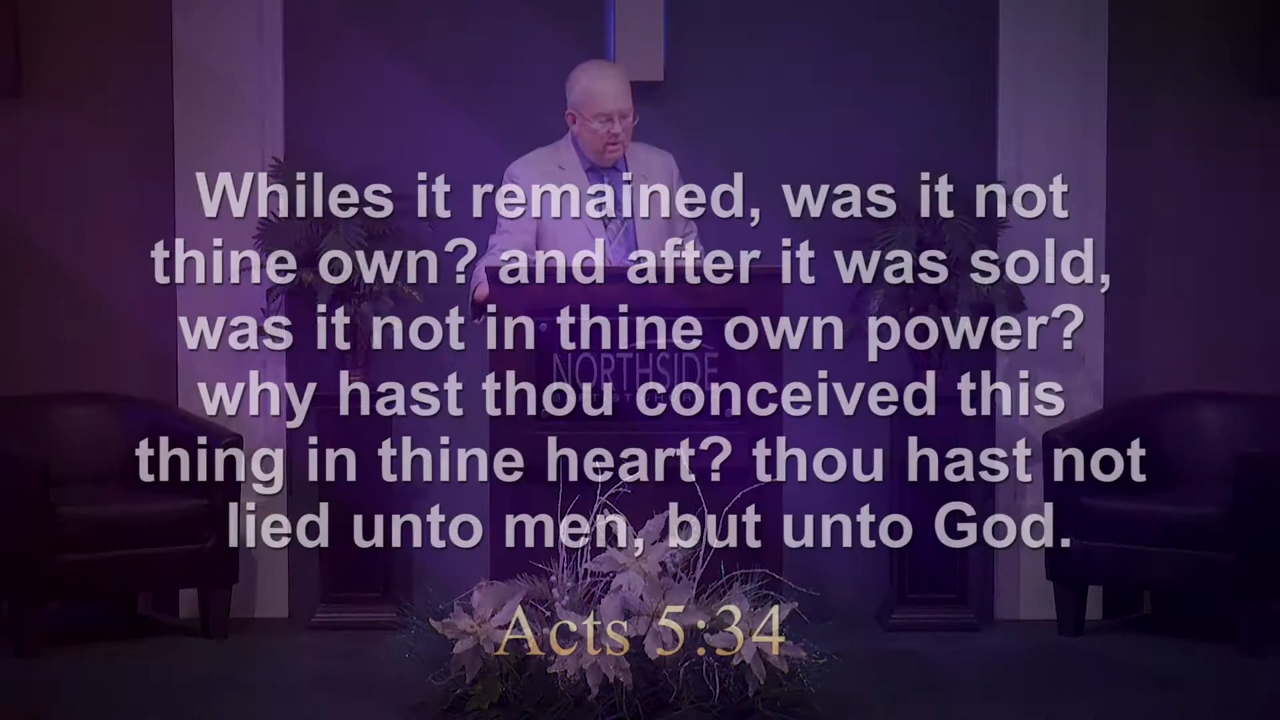 Whiles it remained, was it not
thine own? and after it was sold,
was it not in thine own power?
NORTHSIDE
BAPTIST CHURCH
why hast thou conceived this
thing in thine heart? thou hast not
lied unto men, but unto God.
Acts 5:34